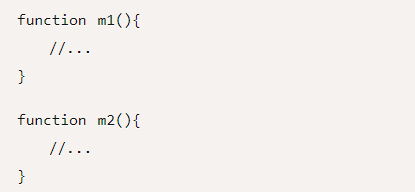 function m1(){
    //...
}
function m2(){
    //...
}